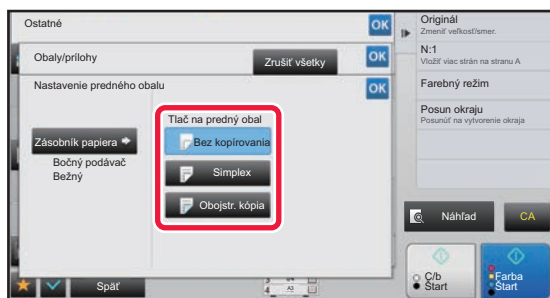 Ostatné
OK
Obaly/prílohy
Zrušiť všetky
OK
Nastavenie predného obalu
OK
Tlač na predný obal
Zásobník papiera
Bočný podávač
Bežný
Bez kopírovania
Simplex
Obojstr. kópia
Späť
A3
Originál
Zmeniť veľkosť/smer.
N:1
Vložiť viac strán na stranu A
Farebný režim
Posun okraju
Posunúť na vytvorenie okraja
Náhľad
CA
Č/b
Štart
Farba
Štart